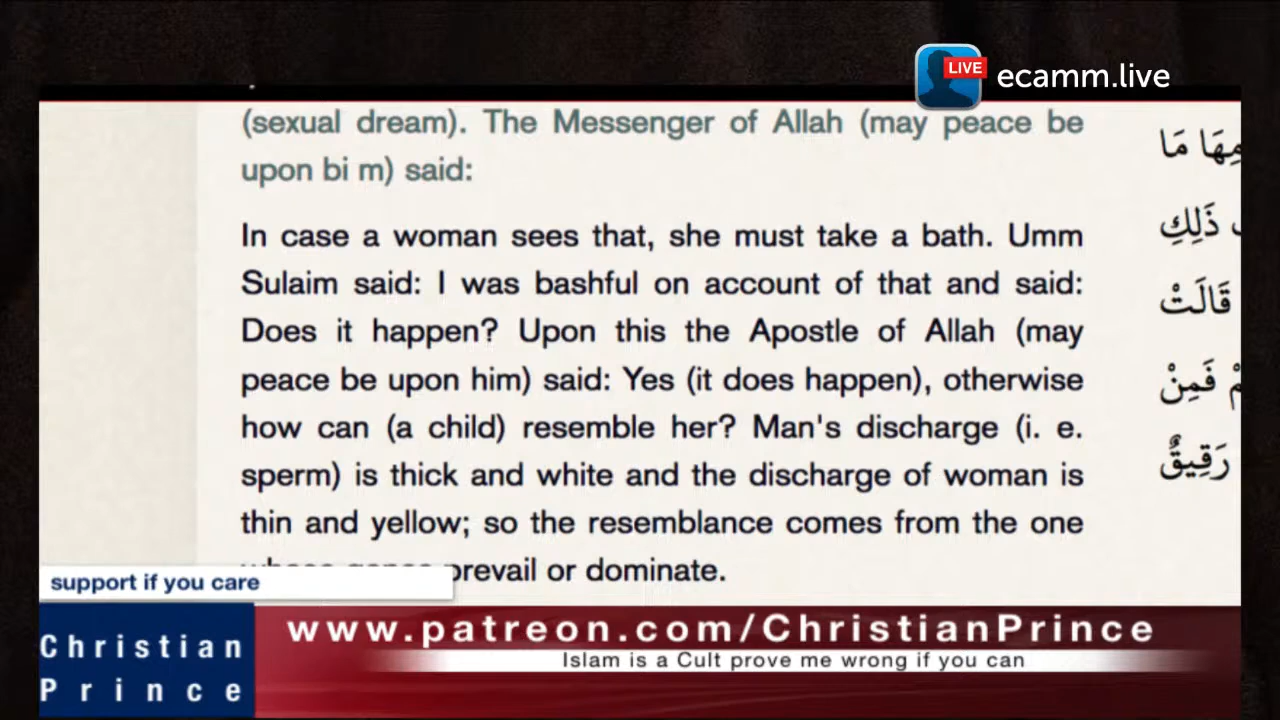 LIVE ecamm.live
(sexual dream). The Messenger of Allah (may peace be
upon bi m) said:
In case a woman sees that, she must take a bath. Umm
Sulaim said: I was bashful on account of that and said:
Does it happen? Upon this the Apostle of Allah (may
peace be upon him) said: Yes (it does happen), otherwise
how can (a child) resemble her? Man's discharge (i. e.
sperm) is thick and white and the discharge of woman is
thin and yellow; so the resemblance comes from the one
prevail or dominate.
مِهَا مَا
ذَلِكِ
قَالَتْ
فَمِنْ
رَقِيقٌ
support if you care
Christian
Prince
www.patreon.com/ChristianPrince
Islam is a Cult prove me wrong if you can